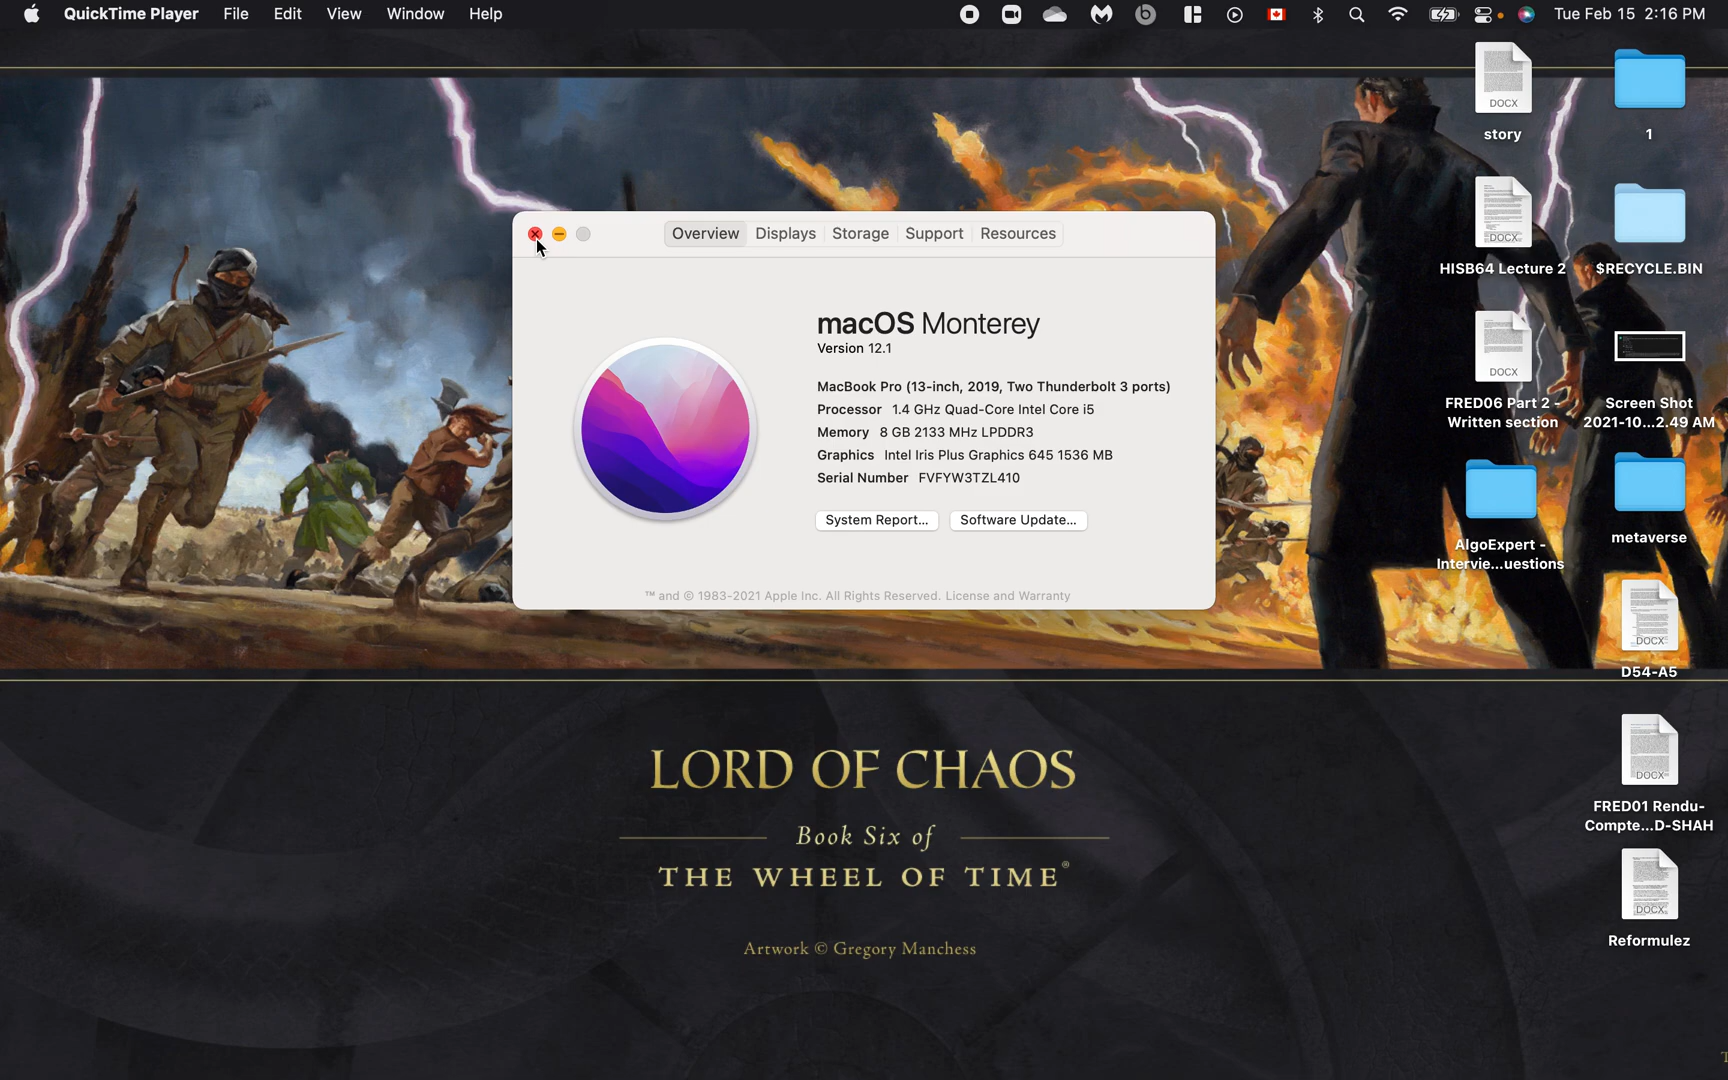 QuickTime Player File Edit View Window Help Tue Feb 15 2:16 PM
DOCX
story
1
DOCX
HISB64 Lecture 2
$RECYCLE.BIN
DOCX
FRED06 Part 2 -
Written section
Screen Shot
2021-10...2.49 AM
AlgoExpert -
Intervie...uestions
metaverse
DOCX
D54-A5
DOCX
FRED01 Rendu-
Compte...D-SHAH
DOCX
Reformulez
Overview Displays Storage Support Resources
macOS Monterey
Version 12.1
MacBook Pro (13-inch, 2019, Two Thunderbolt 3 ports)
Processor 1.4 GHz Quad-Core Intel Core i5
Memory 8 GB 2133 MHz LPDDR3
Graphics Intel Iris Plus Graphics 645 1536 MB
Serial Number FVFYW3TZL410
System Report... Software Update...
™ and © 1983-2021 Apple Inc. All Rights Reserved. License and Warranty
LORD OF CHAOS
Book Six of
THE WHEEL OF TIME®
Artwork © Gregory Manchess